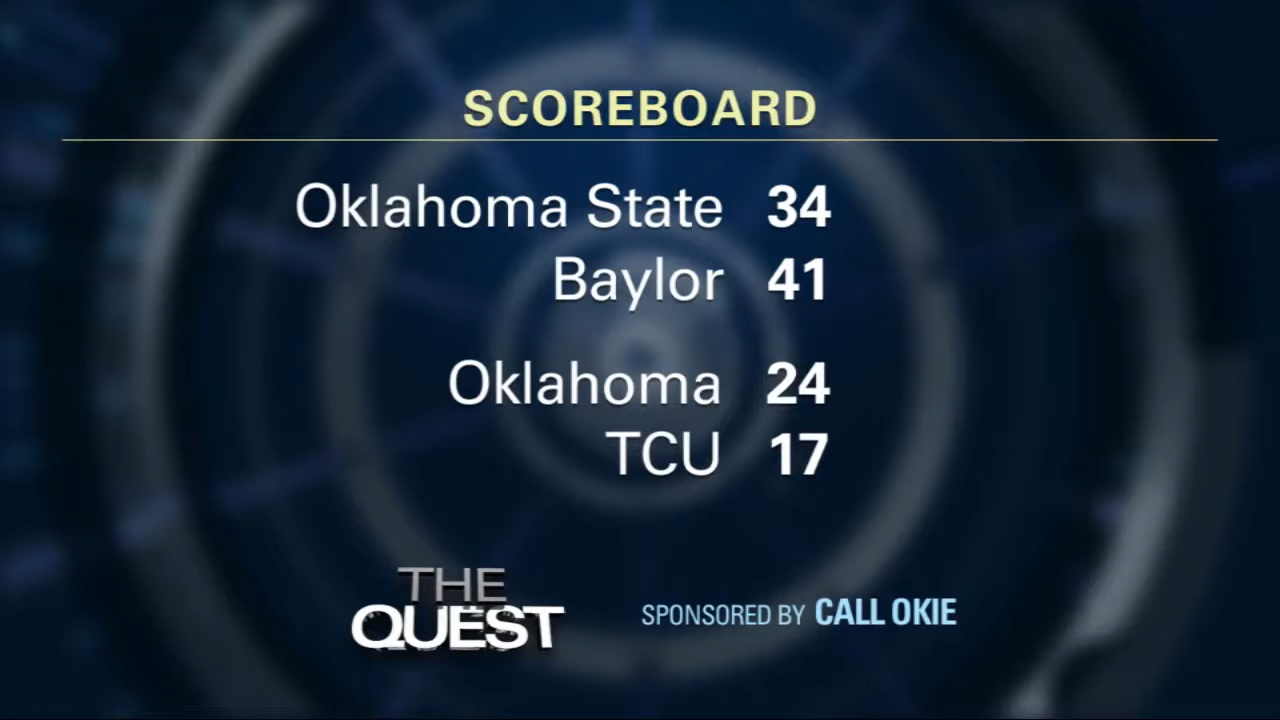 SCOREBOARD
Oklahoma State 34
Baylor 41
Oklahoma 24
TCU 17
THE
QUEST
SPONSORED BY CALL OKIE